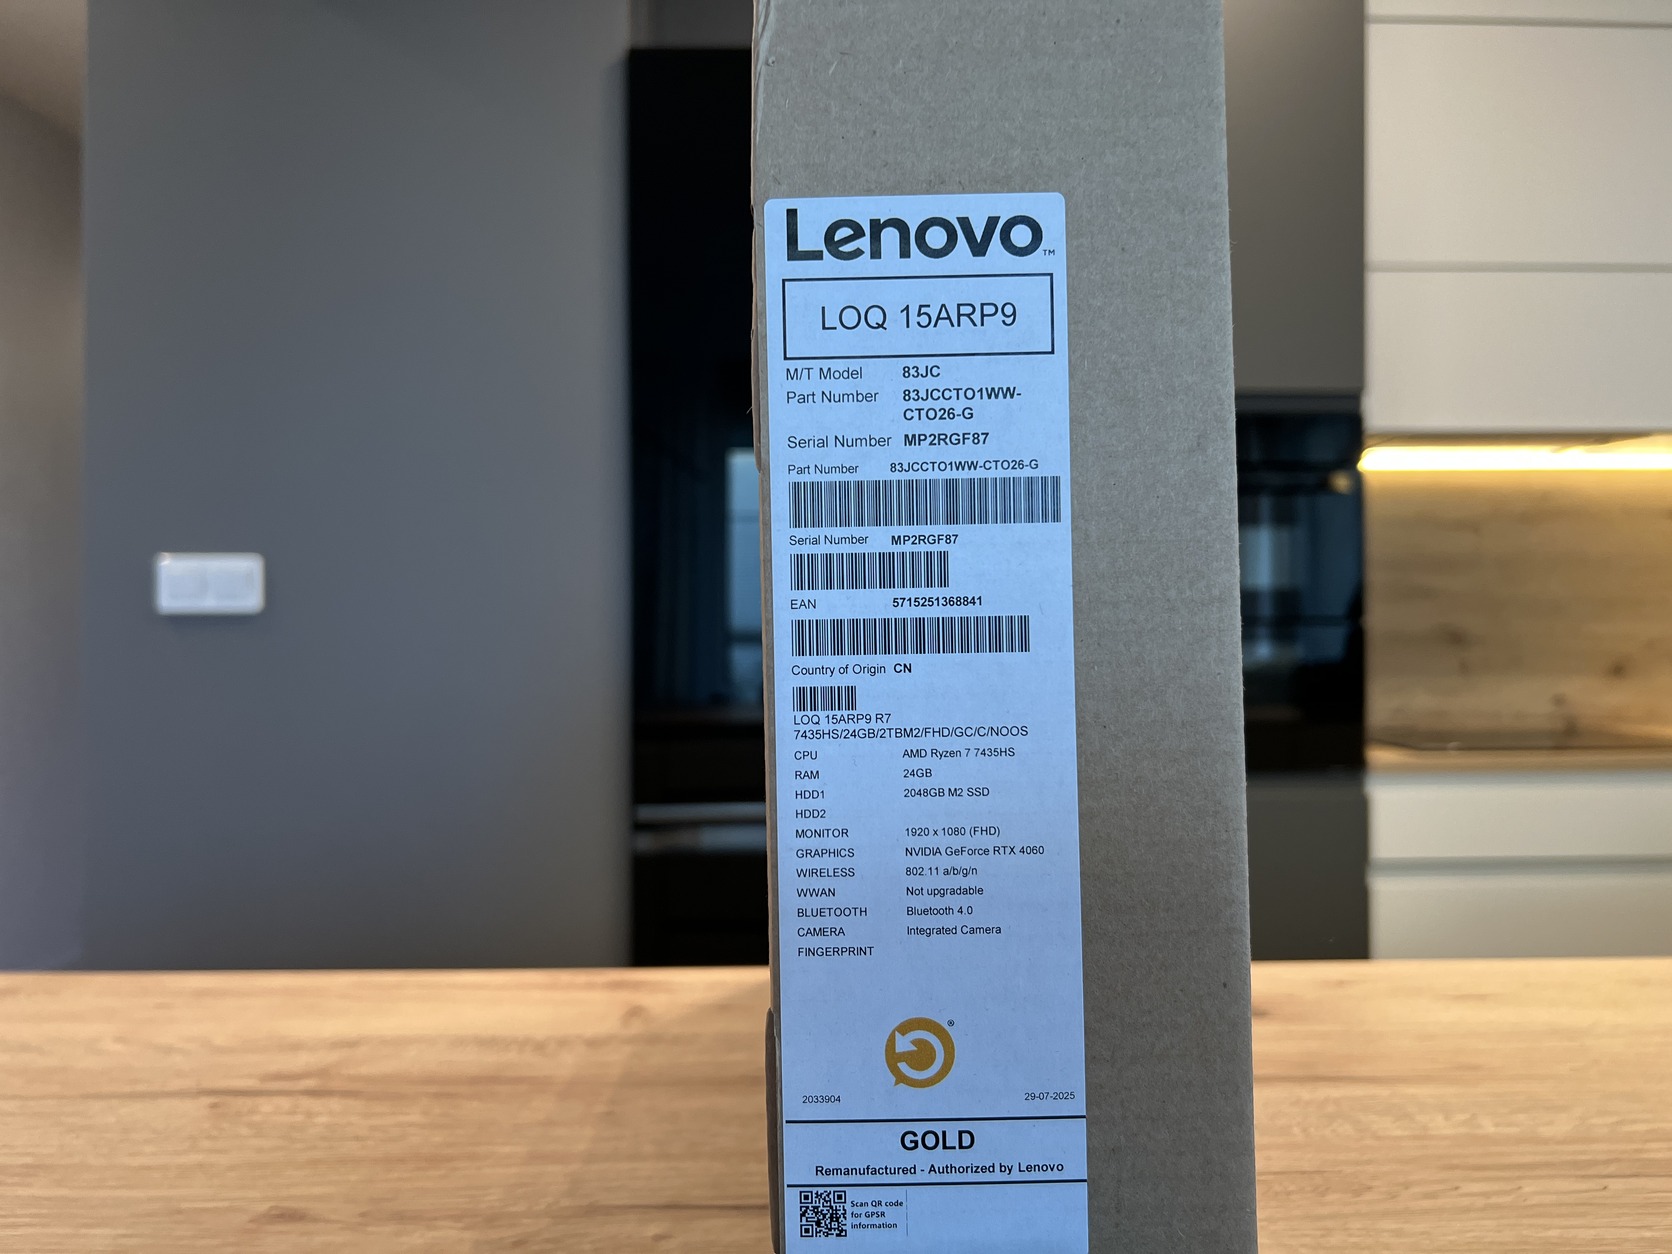 Lenovo™
LOQ 15ARP9
M/T Model 83JC
Part Number 83JCCTO1WW-
CTO26-G
Serial Number MP2RGF87
Part Number 83JCCTO1WW-CTO26-G
Serial Number MP2RGF87
EAN 5715251368841
Country of Origin CN
LOQ 15ARP9 R7
7435HS/24GB/2TBM2/FHD/GC/C/NOOS
CPU AMD Ryzen 7 7435HS
RAM 24GB
HDD1 2048GB M2 SSD
HDD2
MONITOR 1920 x 1080 (FHD)
GRAPHICS NVIDIA GeForce RTX 4060
WIRELESS 802.11 a/b/g/n
WWAN Not upgradable
BLUETOOTH Bluetooth 4.0
CAMERA Integrated Camera
FINGERPRINT
®
2033904 29-07-2025
GOLD
Remanufactured - Authorized by Lenovo
Scan QR code
for GPSR
information